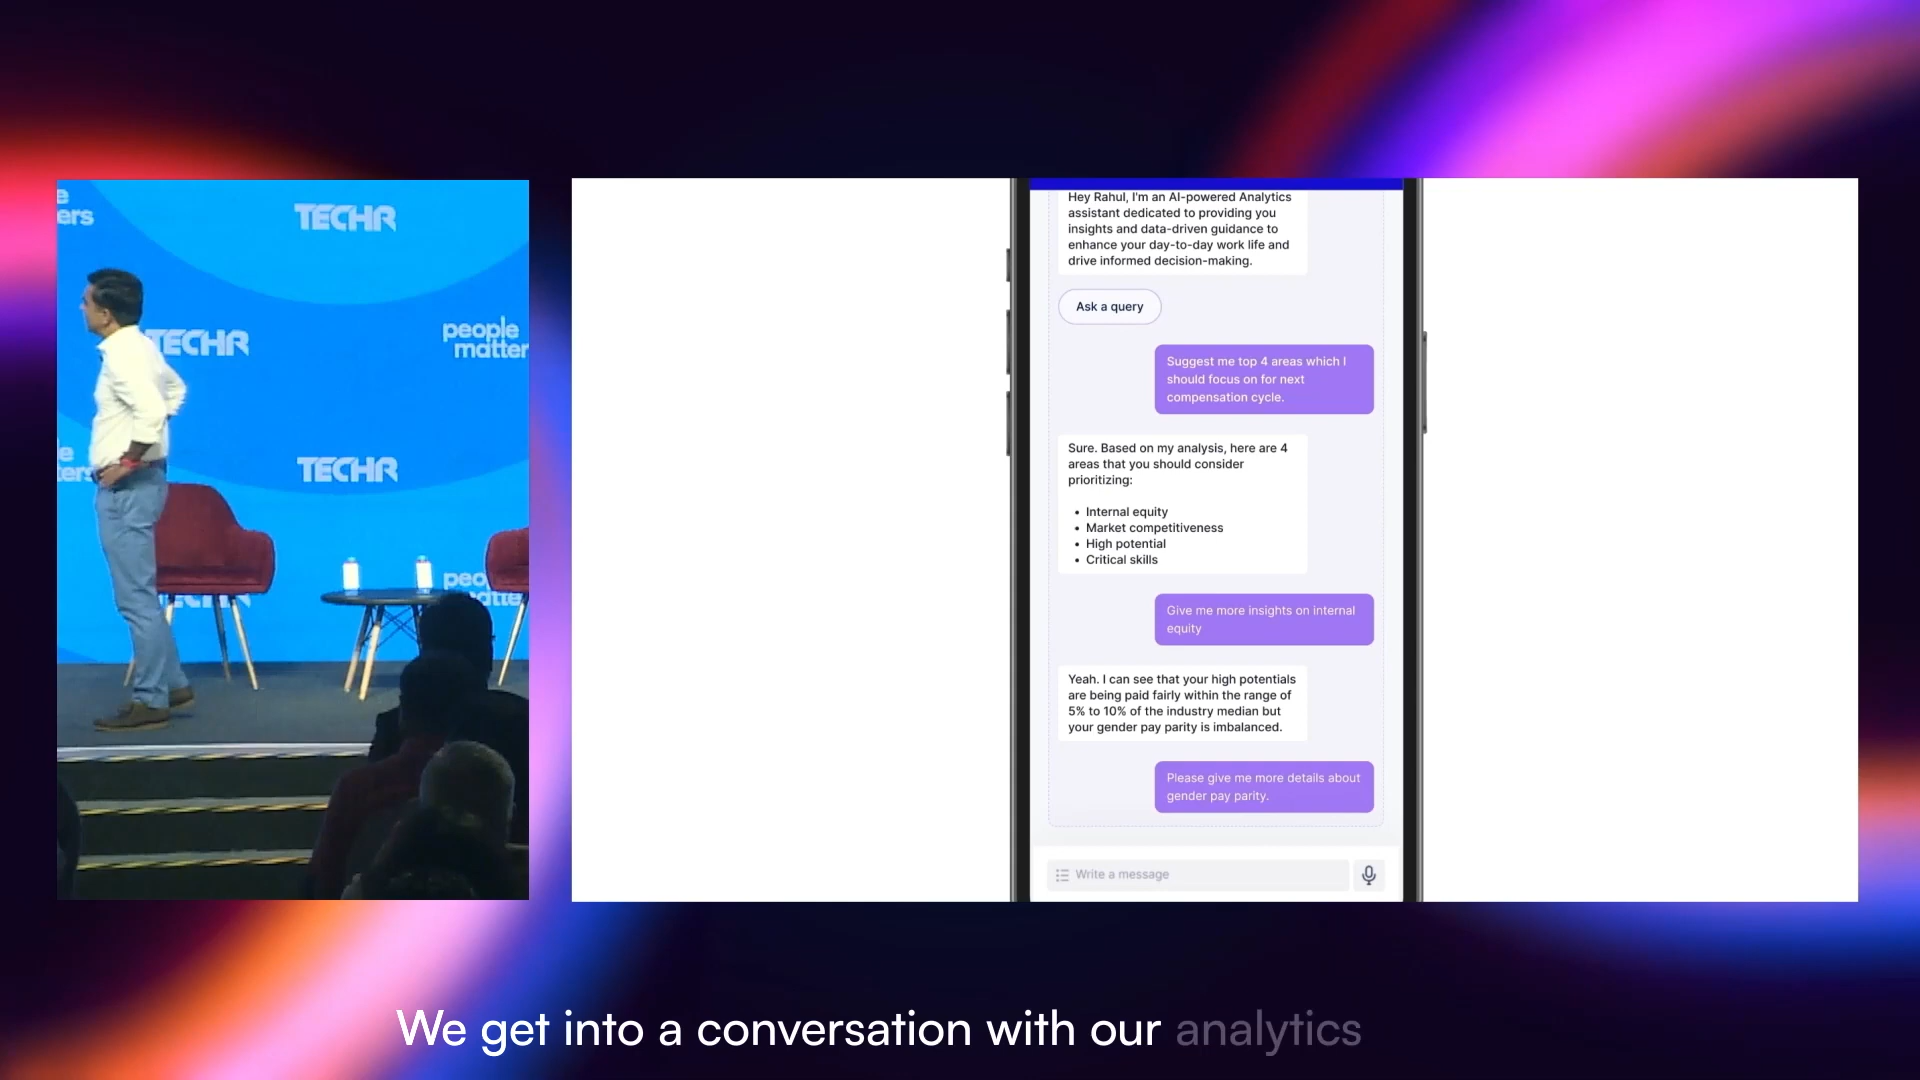 e
ers
TECHR
TECHR
people
matter
e
ters
TECHR
peo
matte
TECHR
Hey Rahul, I'm an AI-powered Analytics
assistant dedicated to providing you
insights and data-driven guidance to
enhance your day-to-day work life and
drive informed decision-making.
Ask a query
Suggest me top 4 areas which I
should focus on for next
compensation cycle.
Sure. Based on my analysis, here are 4
areas that you should consider
prioritizing:
• Internal equity
• Market competitiveness
• High potential
• Critical skills
Give me more insights on internal
equity
Yeah. I can see that your high potentials
are being paid fairly within the range of
5% to 10% of the industry median but
your gender pay parity is imbalanced.
Please give me more details about
gender pay parity.
Write a message
We get into a conversation with our analytics